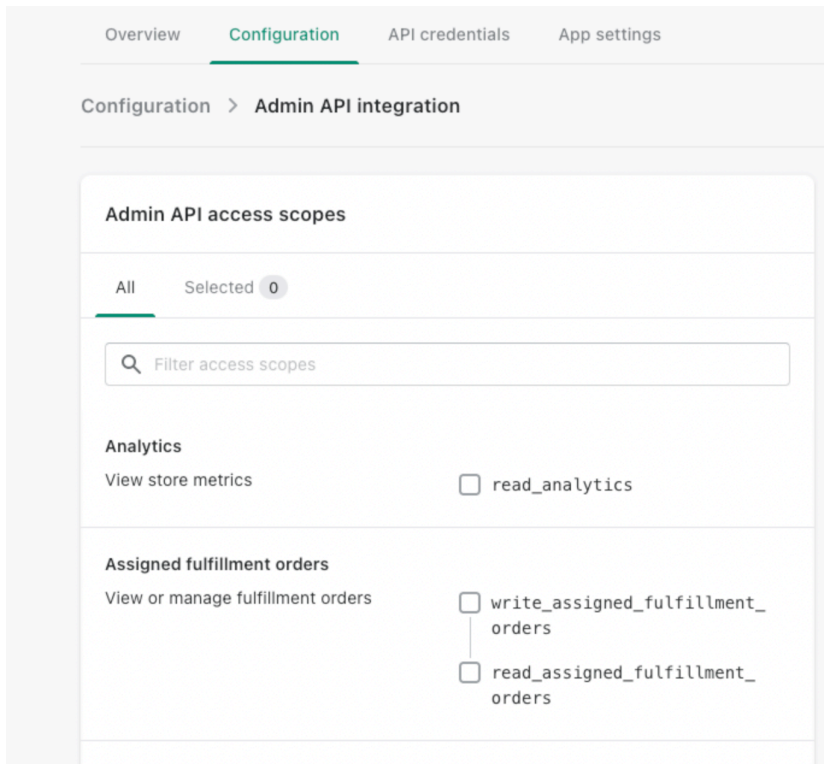 Overview Configuration API credentials App settings
Configuration > Admin API integration
Admin API access scopes
All Selected 0
Filter access scopes
Analytics
View store metrics
read_analytics
Assigned fulfillment orders
View or manage fulfillment orders
write_assigned_fulfillment_
orders
read_assigned_fulfillment_
orders